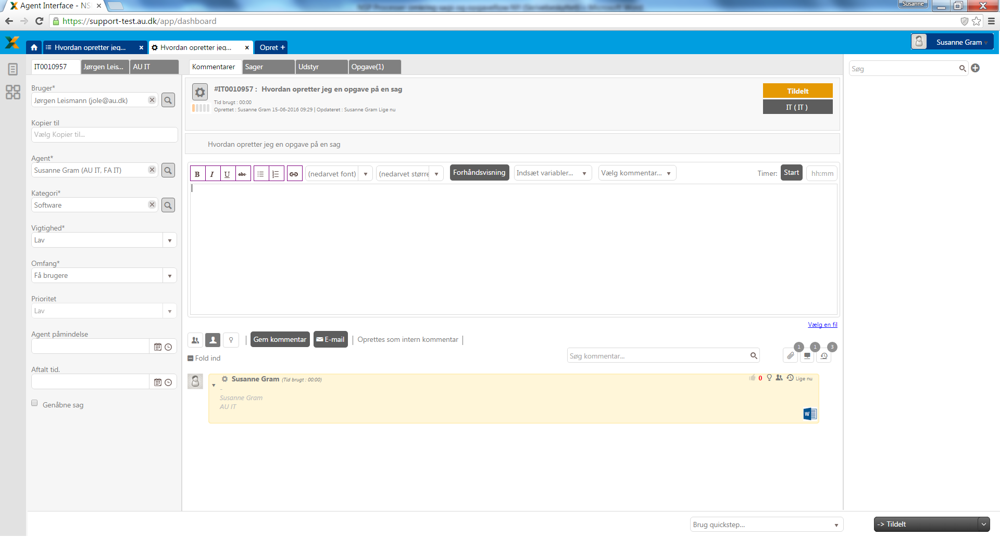 Agent Interface - NS
Susanne
https://support-test.au.dk/app/dashboard
Hvordan opretter jeg...
Hvordan opretter jeg...
Opret +
Susanne Gram
IT0010957
Jørgen Leis...
AU IT
Kommentarer
Sager
Udstyr
Opgave(1)
Søg
Bruger*
Jørgen Leismann (jole@au.dk)
Kopier til
Vælg Kopier til...
Agent*
Susanne Gram (AU IT, FA IT)
Kategori*
Software
Vigtighed*
Lav
Omfang*
Få brugere
Prioritet
Lav
Agent påmindelse
Aftalt tid.
Genåbne sag
#IT0010957 : Hvordan opretter jeg en opgave på en sag
Tid brugt : 00:00
Oprettet : Susanne Gram 15-06-2016 09:29 | Opdateret : Susanne Gram Lige nu
Tildelt
IT ( IT )
Hvordan opretter jeg en opgave på en sag
B I U abc
(nedarvet font)
(nedarvet større
Forhåndsvisning
Indsæt variabler...
Vælg kommentar...
Timer:
Start
hh:mm
Vælg en fil
Gem kommentar
E-mail
Oprettes som intern kommentar
Fold ind
Søg kommentar...
1
1
3
Susanne Gram (Tid brugt : 00:00)
0
Lige nu
-
Susanne Gram
AU IT
W
Brug quickstep...
-> Tildelt